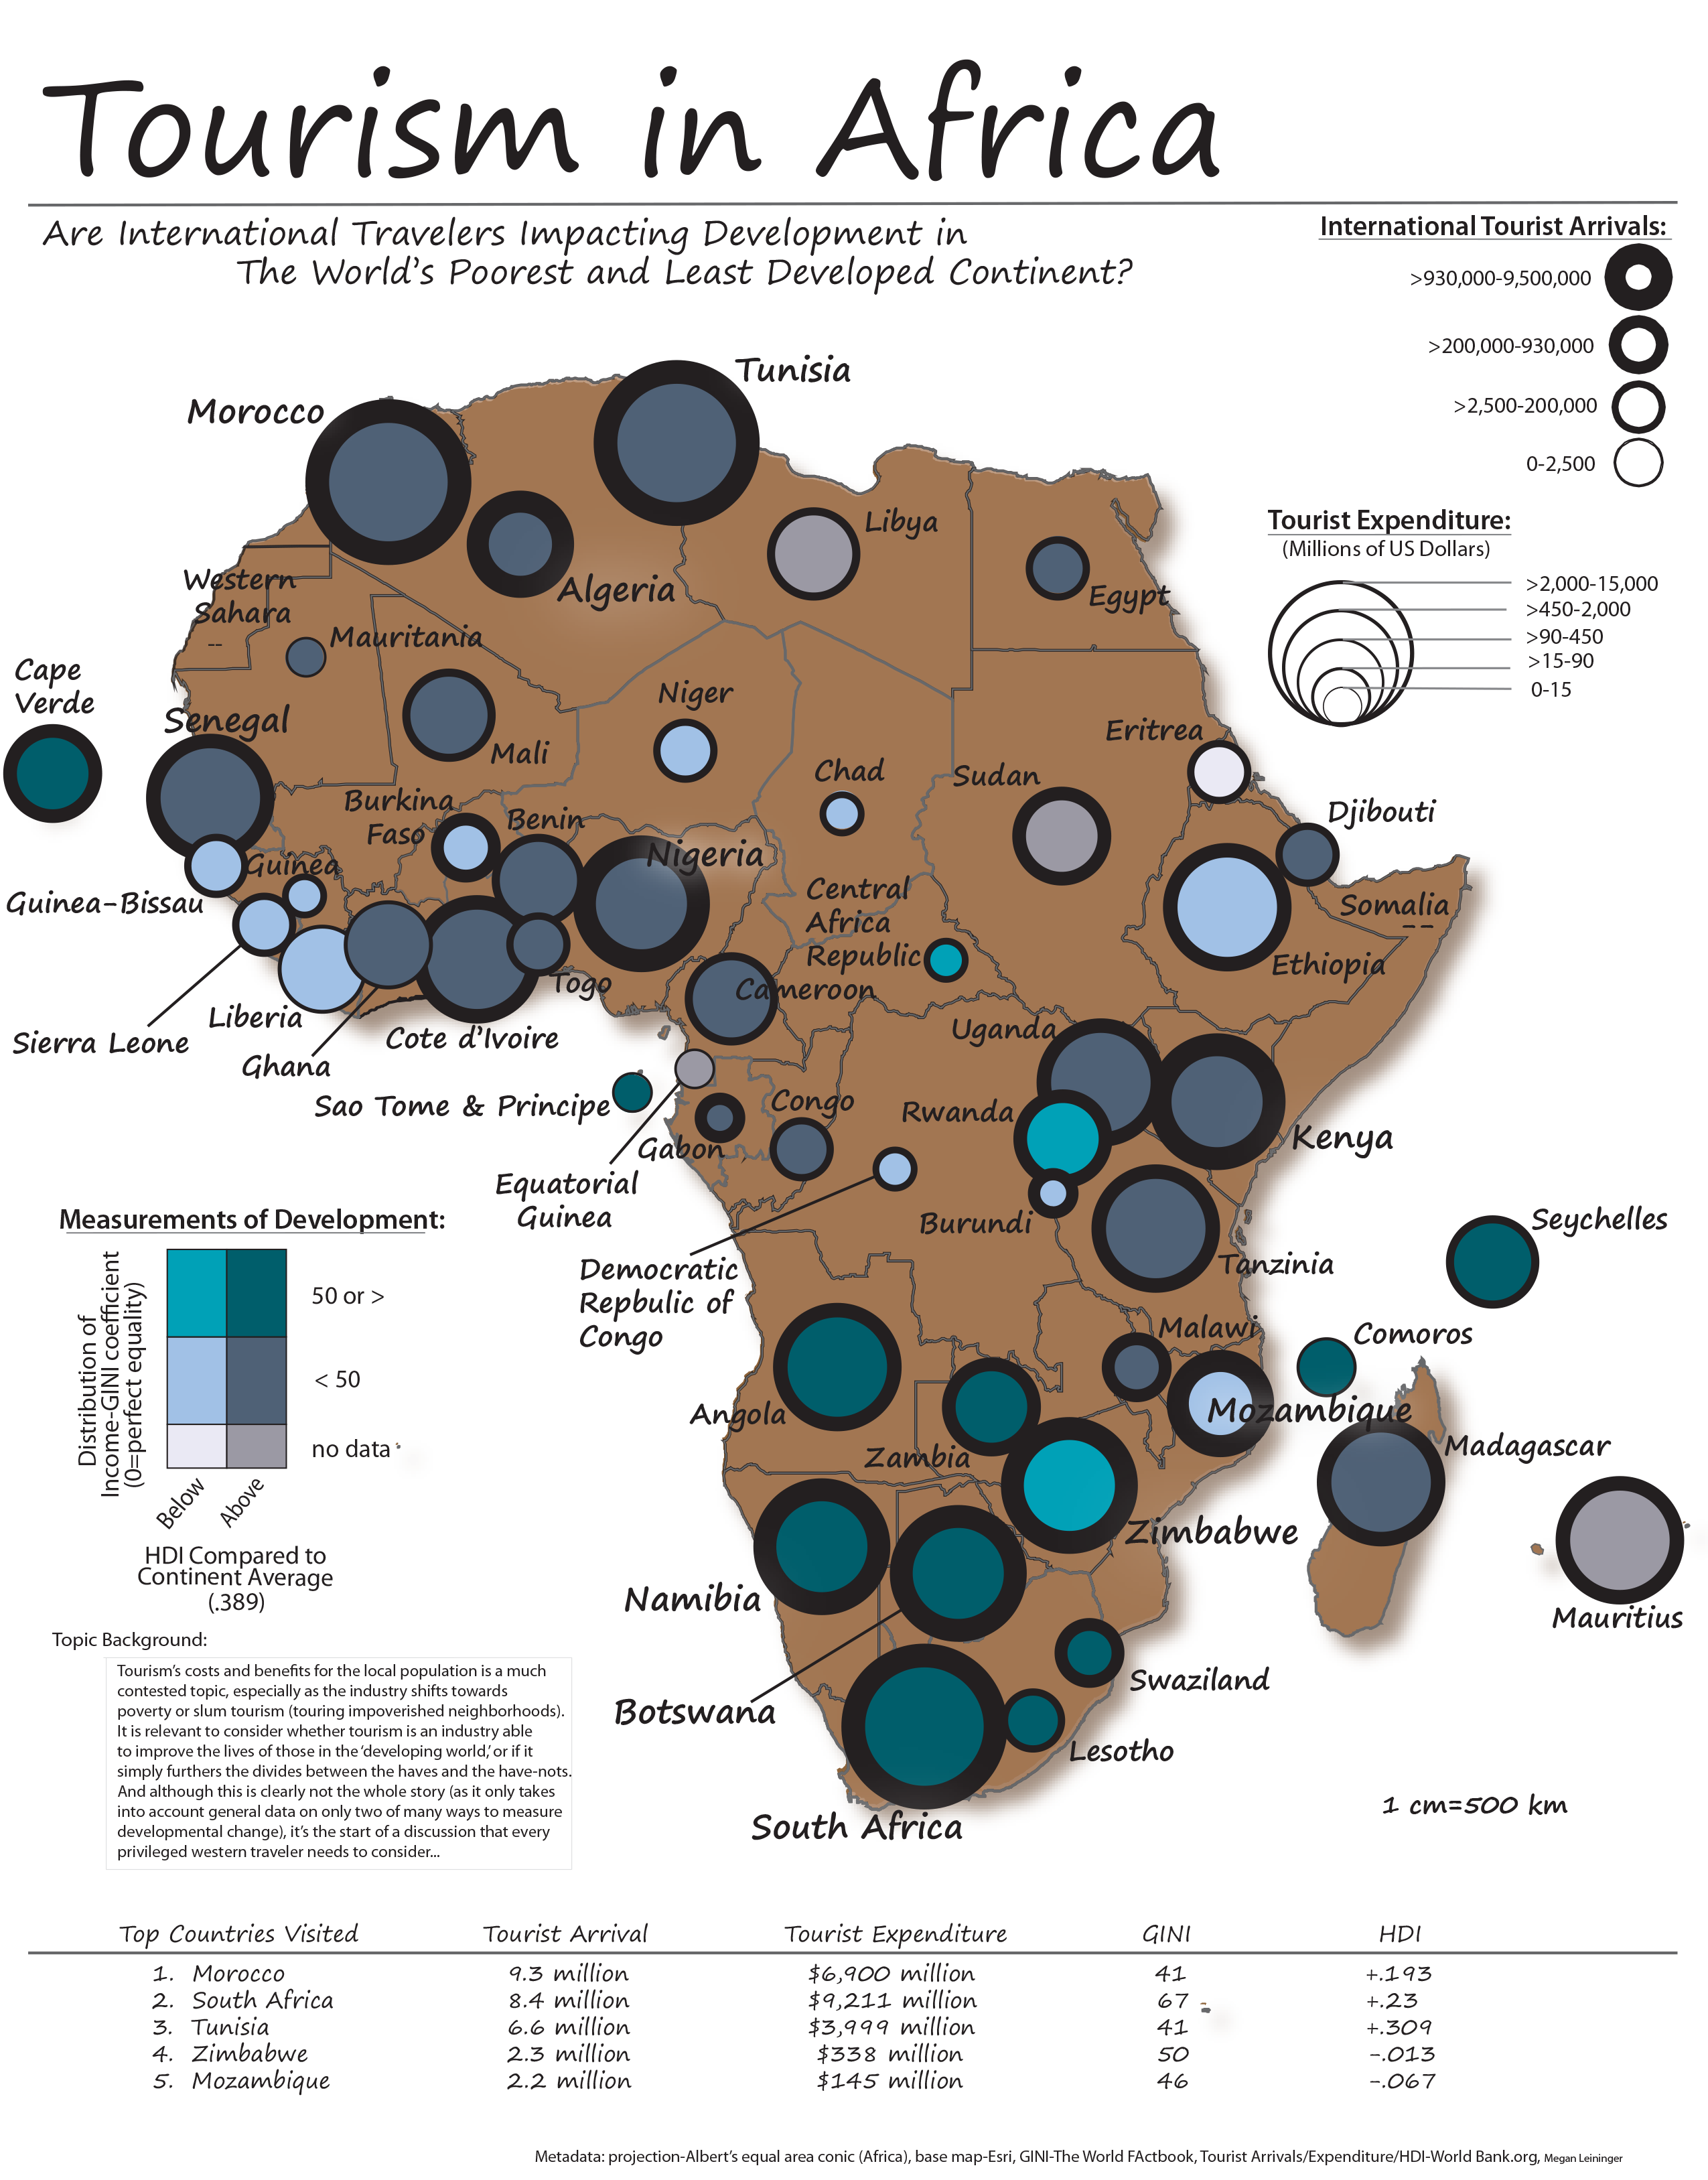 Tourism in Africa
Are International Travelers Impacting Development in
The World's Poorest and Least Developed Continent?
International Tourist Arrivals:
>930,000-9,500,000
>200,000-930,000
>2,500-200,000
0-2,500
Tourist Expenditure:
(Millions of US Dollars)
>2,000-15,000
>450-2,000
>90-450
>15-90
0-15
Tunisia
Morocco
Libya
Algeria
Egypt
Western
Sahara
--
Mauritania
Cape
Verde
Niger
Senegal
Mali
Eritrea
Chad
Sudan
Burkina
Faso
Benin
Djibouti
Nigeria
Guinea
Guinea-Bissau
Central
Africa
Republic
Somalia
--
Ethiopia
Togo
Cameroon
Liberia
Sierra Leone
Cote d'Ivoire
Ghana
Uganda
Sao Tome & Principe
Congo
Rwanda
Gabon
Kenya
Equatorial
Guinea
Burundi
Seychelles
Democratic
Repbulic of
Congo
Tanzinia
Malawi
Comoros
Angola
Mozambique
Zambia
Madagascar
Zimbabwe
Namibia
Mauritius
Botswana
Swaziland
Lesotho
South Africa
1 cm=500 km
Measurements of Development:
Distribution of
Income-GINI coefficient
(0=perfect equality)
50 or >
< 50
no data
Below
Above
HDI Compared to
Continent Average
(.389)
Topic Background:
Tourism's costs and benefits for the local population is a much
contested topic, especially as the industry shifts towards
poverty or slum tourism (touring impoverished neighborhoods).
It is relevant to consider whether tourism is an industry able
to improve the lives of those in the 'developing world,' or if it
simply furthers the divides between the haves and the have-nots.
And although this is clearly not the whole story (as it only takes
into account general data on only two of many ways to measure
developmental change), it's the start of a discussion that every
privileged western traveler needs to consider...
Top Countries Visited Tourist Arrival Tourist Expenditure GINI HDI
1. Morocco 9.3 million $6,900 million 41 +.193
2. South Africa 8.4 million $9,211 million 67 +.23
3. Tunisia 6.6 million $3,999 million 41 +.309
4. Zimbabwe 2.3 million $338 million 50 -.013
5. Mozambique 2.2 million $145 million 46 -.067
Metadata: projection-Albert's equal area conic (Africa), base map-Esri, GINI-The World FActbook, Tourist Arrivals/Expenditure/HDI-World Bank.org, Megan Leininger